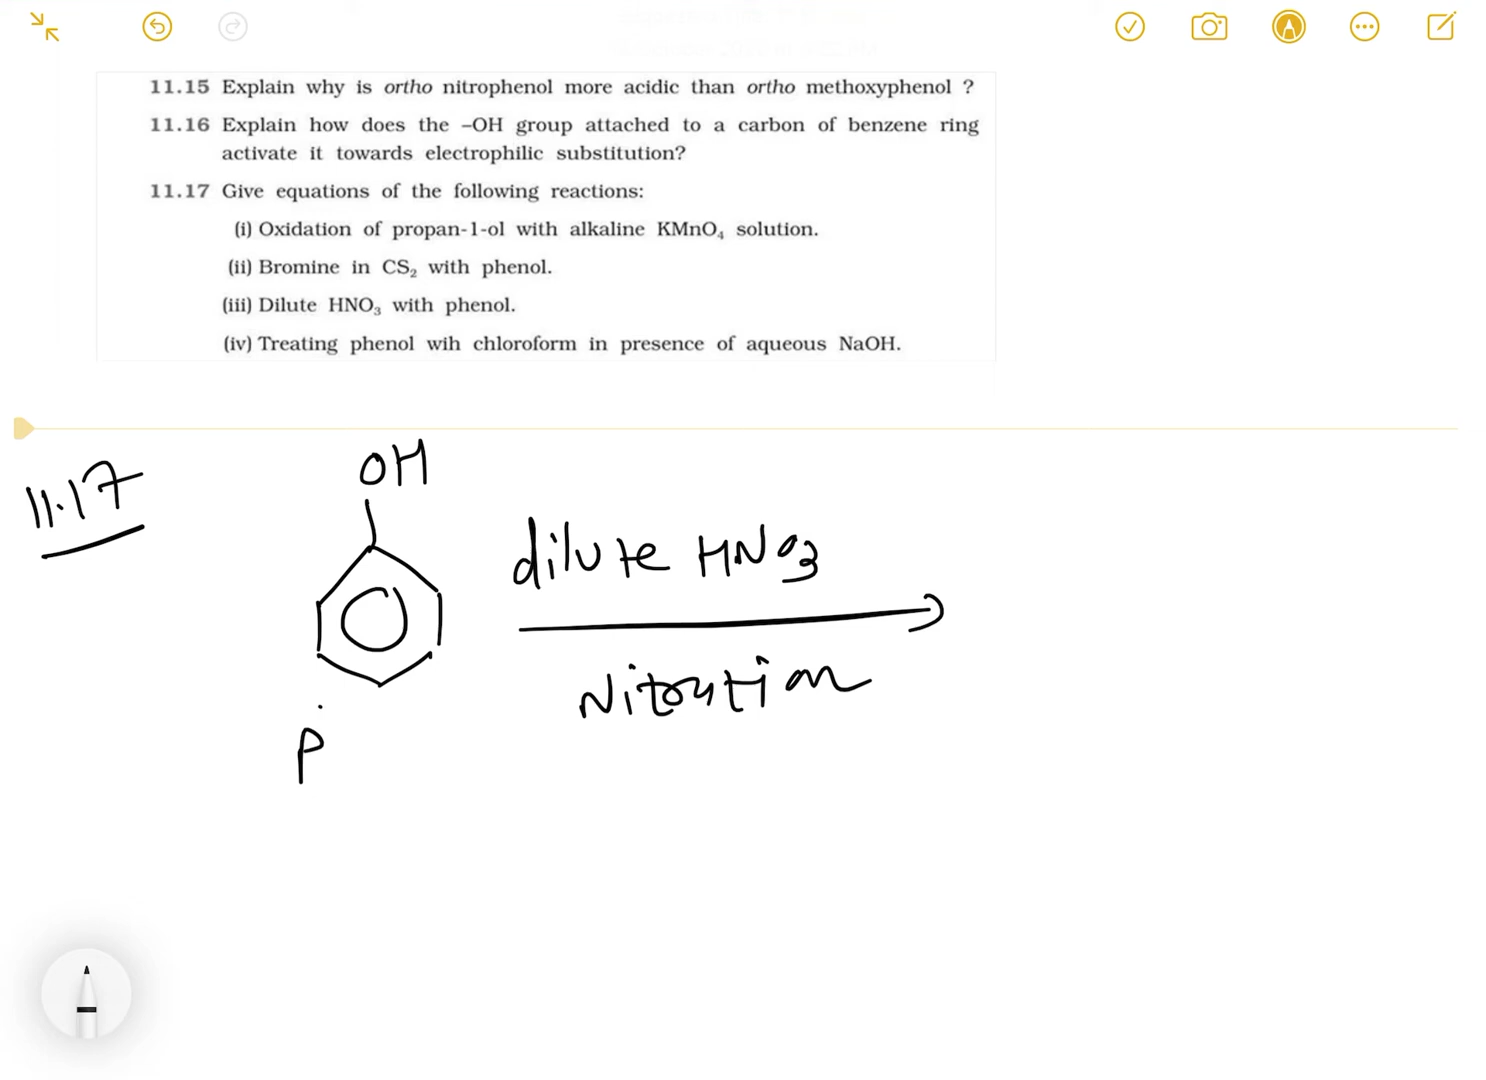 11.15 Explain why is ortho nitrophenol more acidic than ortho methoxyphenol ?
11.16 Explain how does the –OH group attached to a carbon of benzene ring
activate it towards electrophilic substitution?
11.17 Give equations of the following reactions:
(i) Oxidation of propan-1-ol with alkaline KMnO₄ solution.
(ii) Bromine in CS₂ with phenol.
(iii) Dilute HNO₃ with phenol.
(iv) Treating phenol wih chloroform in presence of aqueous NaOH.
11.17
OH
dilute HNO3
Nitration
P